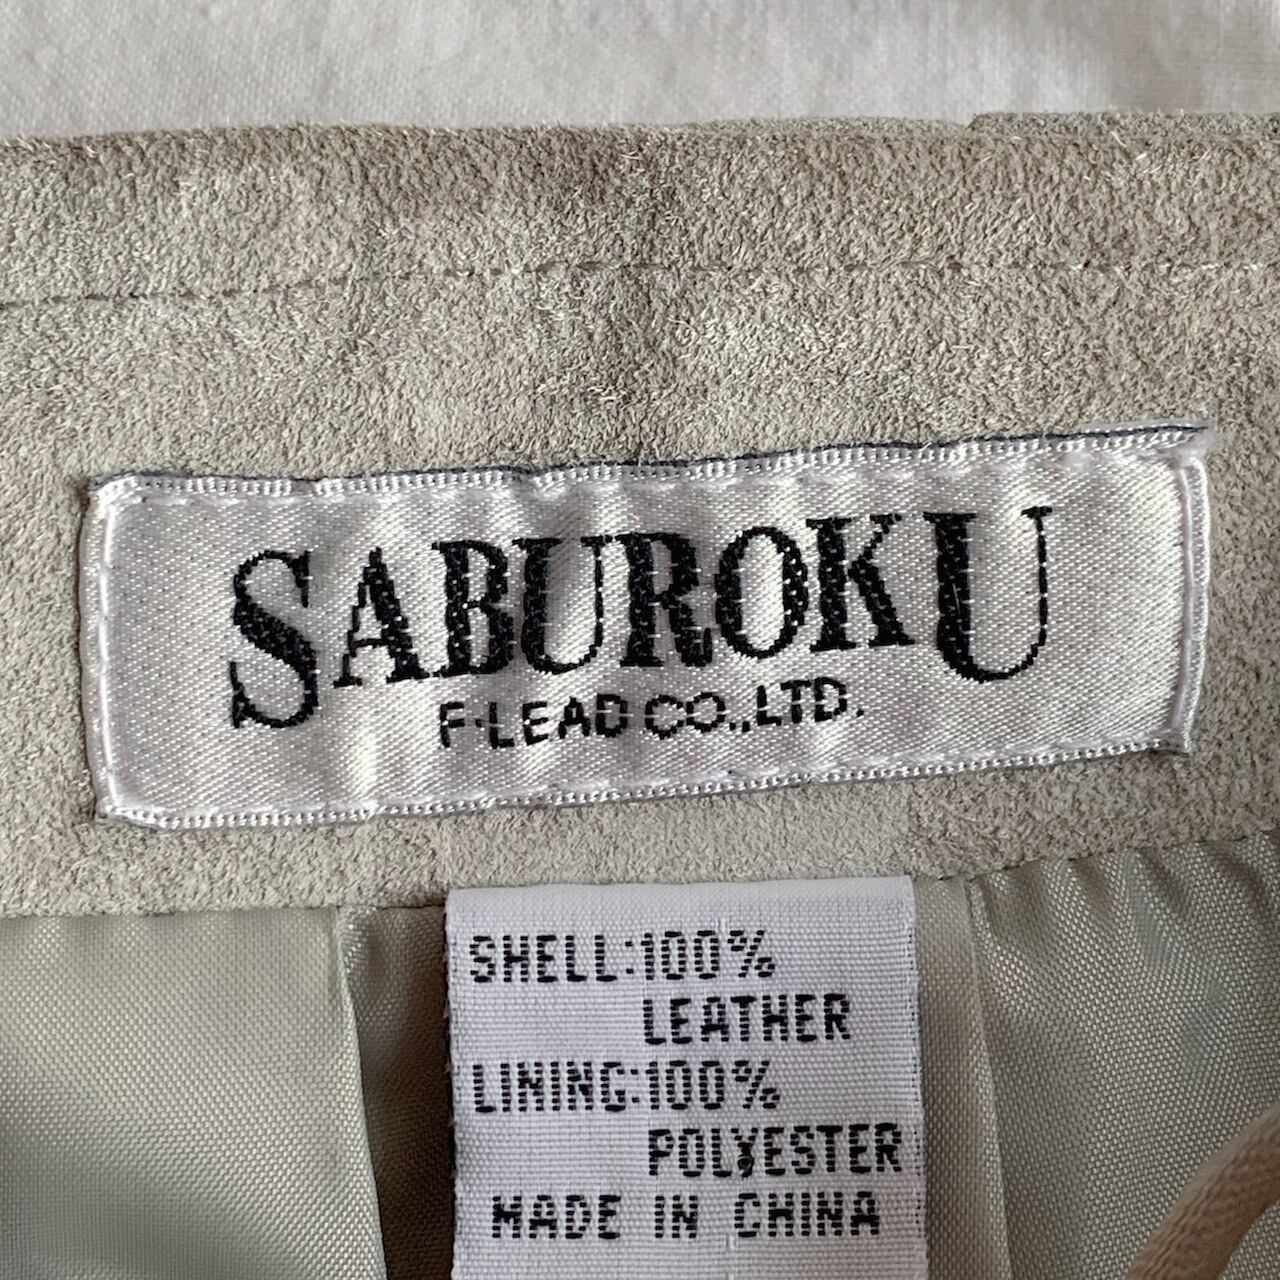 SABUROKU
F·LEAD CO.,LTD.
SHELL:100%
LEATHER
LINING:100%
POLYESTER
MADE IN CHINA